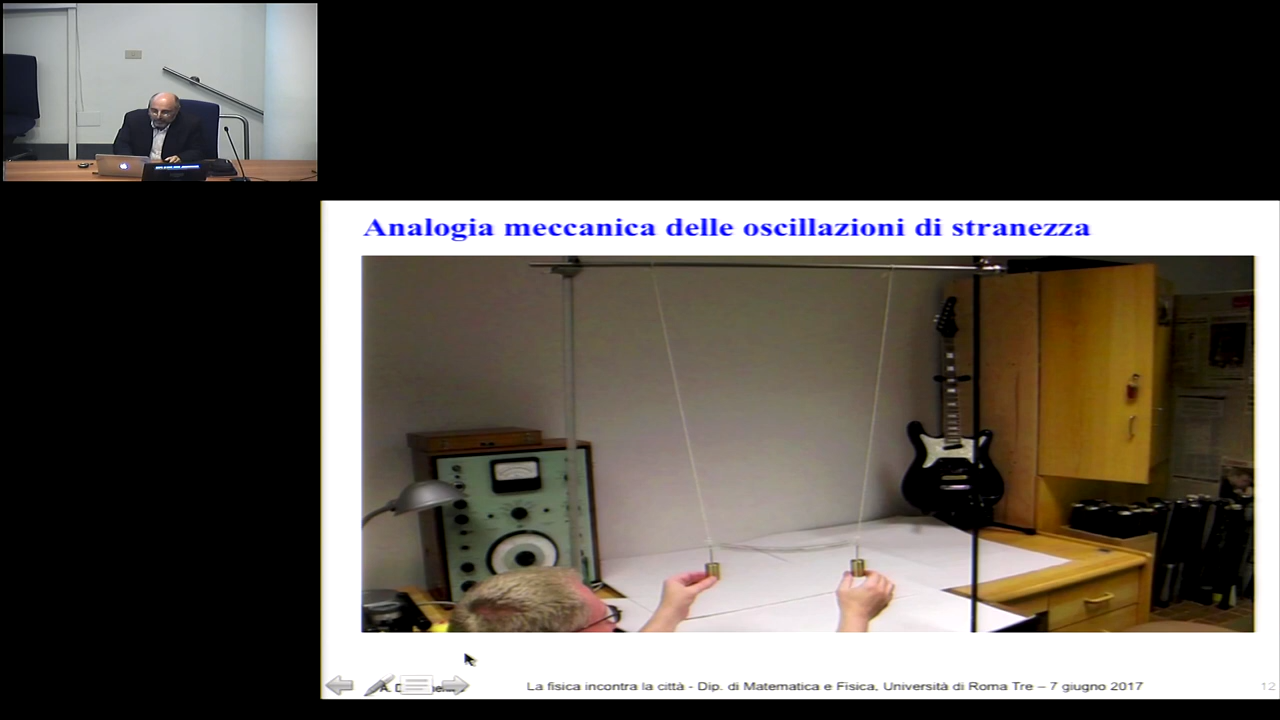 Analogia meccanica delle oscillazioni di stranezza
La fisica incontra la città - Dip. di Matematica e Fisica, Università di Roma Tre – 7 giugno 2017
12